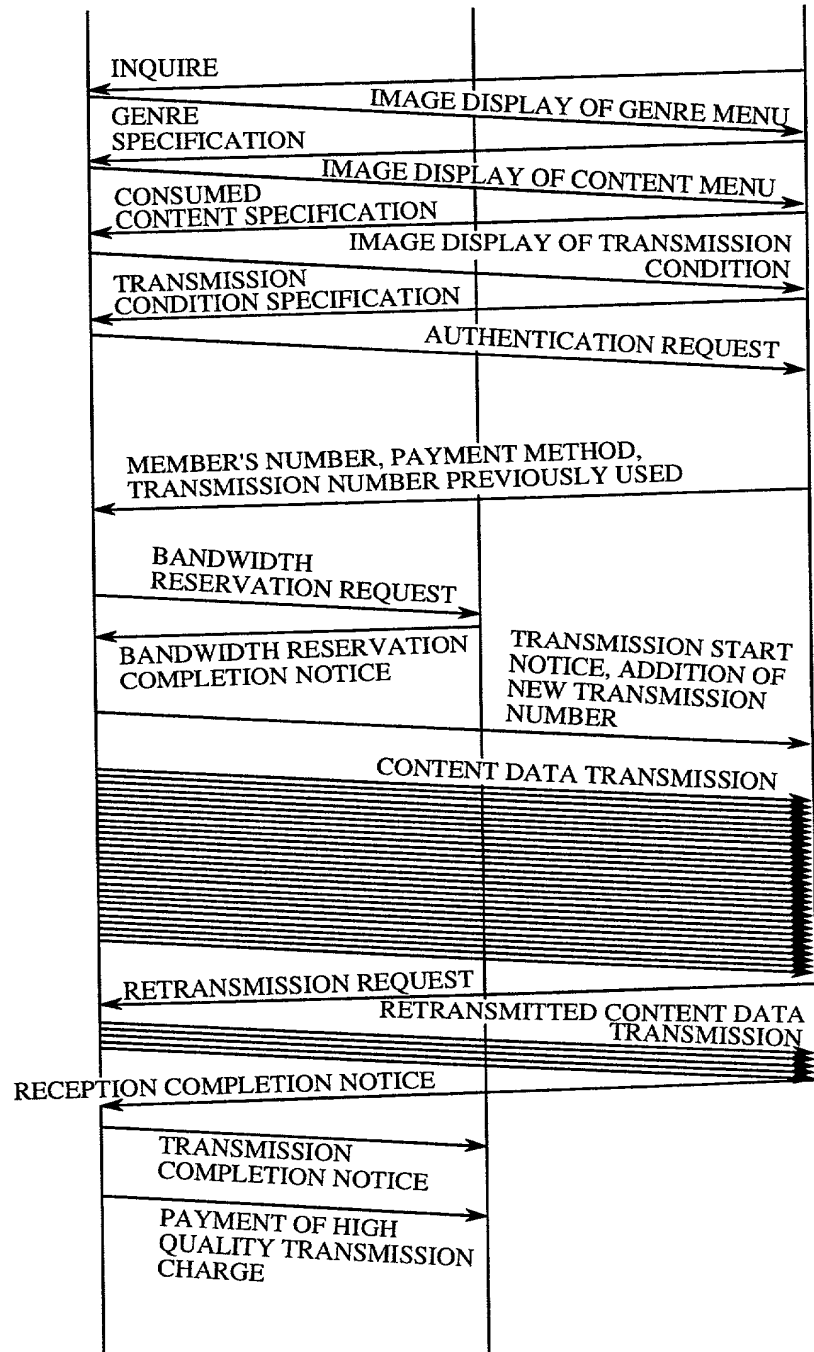 INQUIRE
IMAGE DISPLAY OF GENRE MENU
GENRE
SPECIFICATION
IMAGE DISPLAY OF CONTENT MENU
CONSUMED
CONTENT SPECIFICATION
IMAGE DISPLAY OF TRANSMISSION
CONDITION
TRANSMISSION
CONDITION SPECIFICATION
AUTHENTICATION REQUEST
MEMBER'S NUMBER, PAYMENT METHOD,
TRANSMISSION NUMBER PREVIOUSLY USED
BANDWIDTH
RESERVATION REQUEST
BANDWIDTH RESERVATION
COMPLETION NOTICE
TRANSMISSION START
NOTICE, ADDITION OF
NEW TRANSMISSION
NUMBER
CONTENT DATA TRANSMISSION
RETRANSMISSION REQUEST
RETRANSMITTED CONTENT DATA
TRANSMISSION
RECEPTION COMPLETION NOTICE
TRANSMISSION
COMPLETION NOTICE
PAYMENT OF HIGH
QUALITY TRANSMISSION
CHARGE